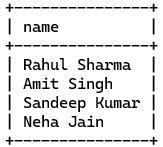 +---------------+
| name          |
+---------------+
| Rahul Sharma  |
| Amit Singh    |
| Sandeep Kumar |
| Neha Jain     |
+---------------+